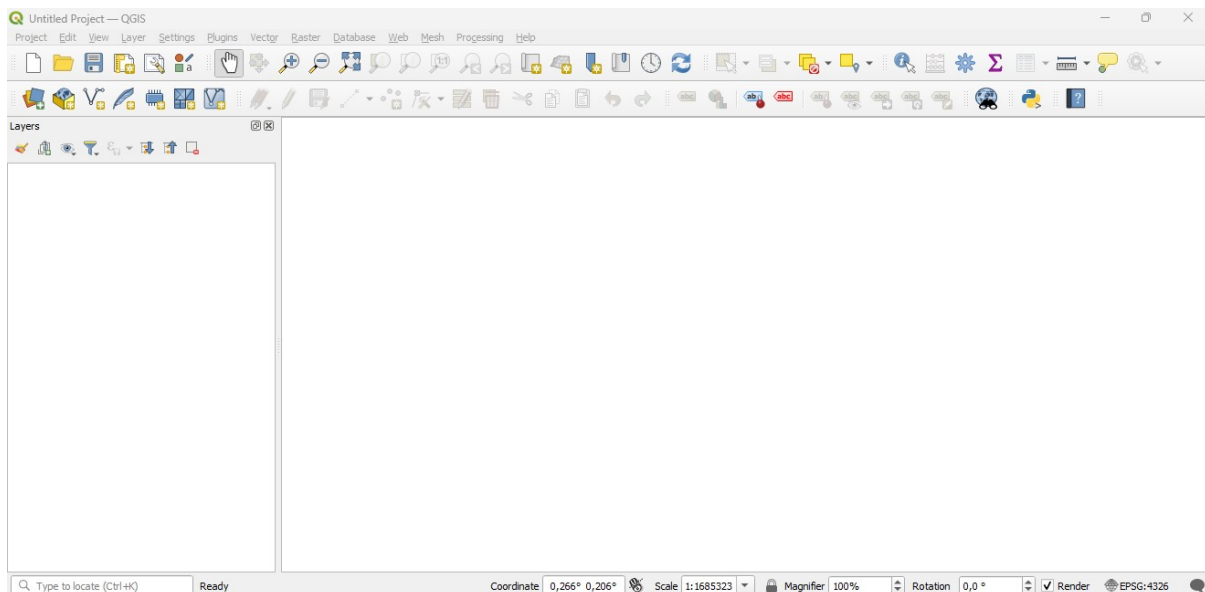 Untitled Project — QGIS
Project Edit View Layer Settings Plugins Vector Raster Database Web Mesh Processing Help
Layers
Type to locate (Ctrl+K) Ready Coordinate 0,266° 0,206° Scale 1:1685323 Magnifier 100% Rotation 0,0 ° Render EPSG:4326